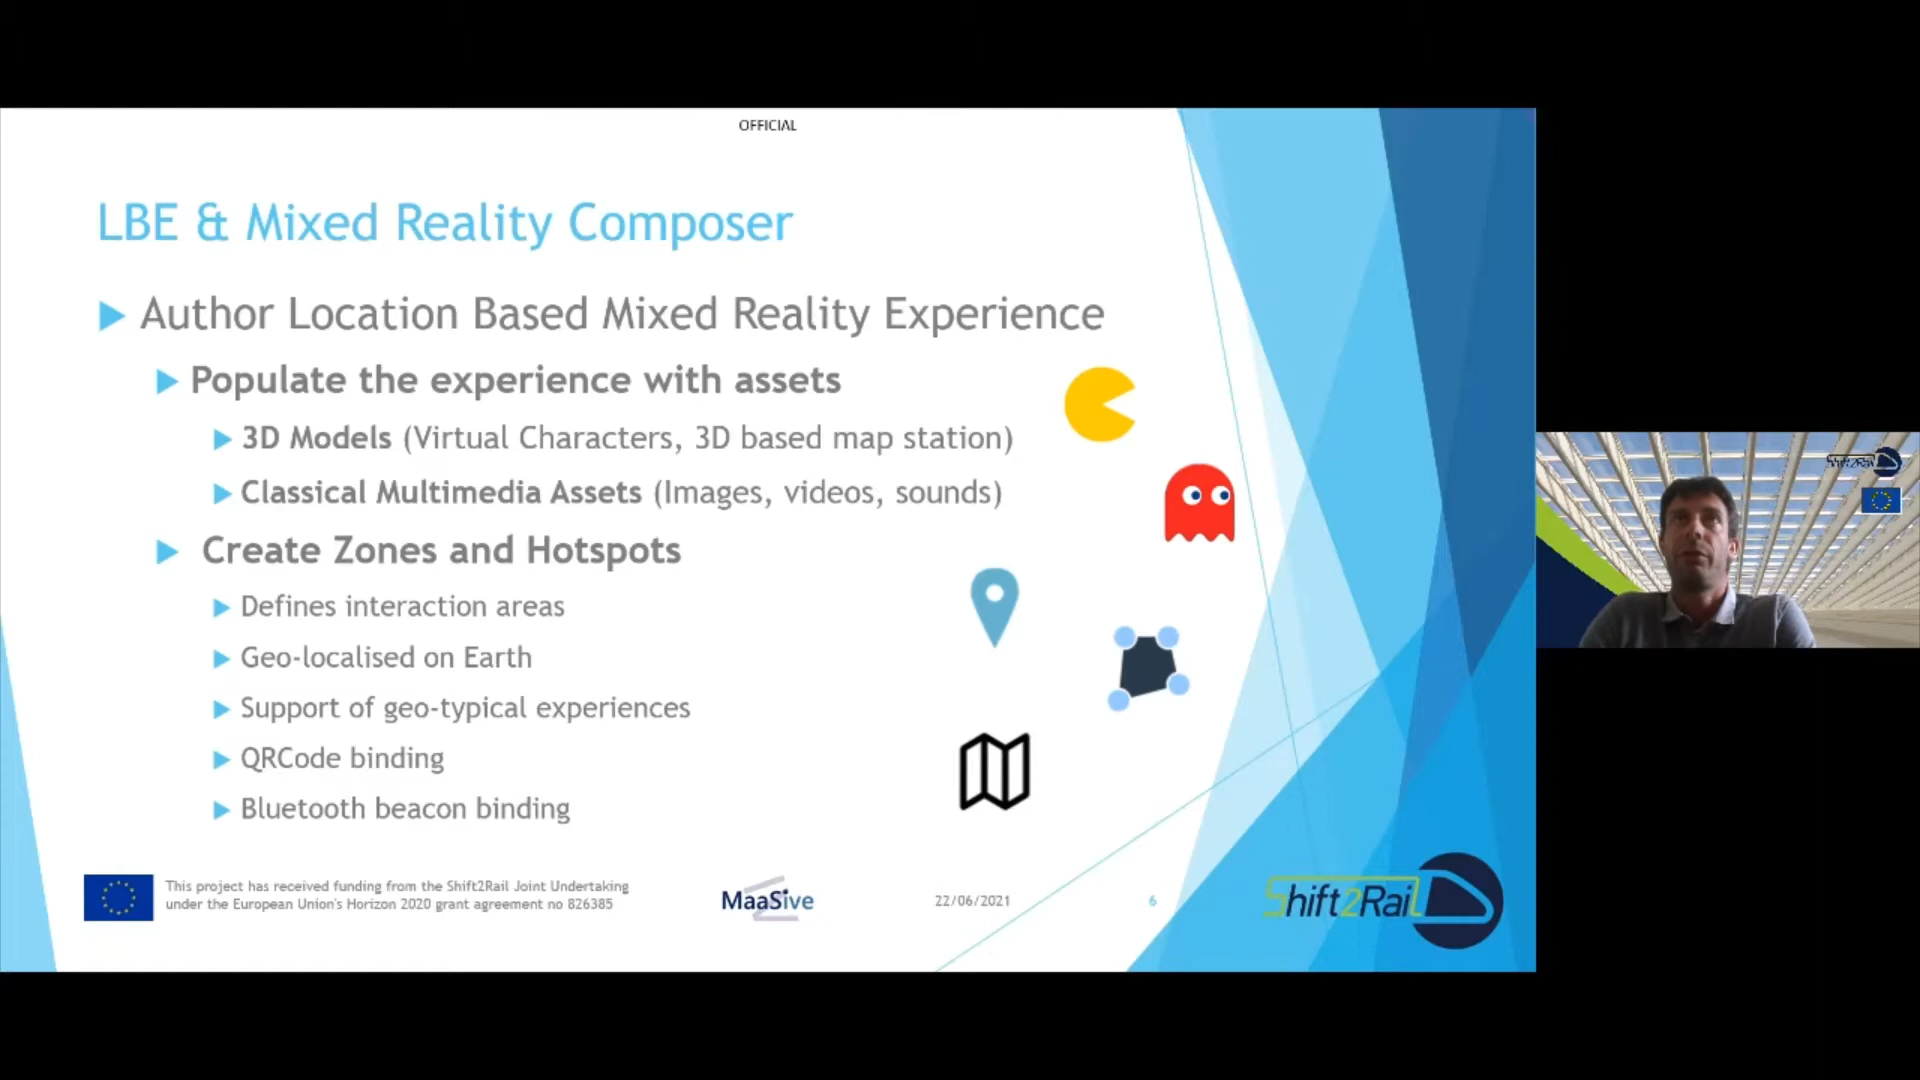 OFFICIAL
LBE & Mixed Reality Composer
Author Location Based Mixed Reality Experience
Populate the experience with assets
3D Models (Virtual Characters, 3D based map station)
Classical Multimedia Assets (Images, videos, sounds)
Create Zones and Hotspots
Defines interaction areas
Geo-localised on Earth
Support of geo-typical experiences
QRCode binding
Bluetooth beacon binding
This project has received funding from the Shift2Rail Joint Undertaking
under the European Union's Horizon 2020 grant agreement no 826385
MaaSive
22/06/2021
6
Shift2Rail
Shift2Rail